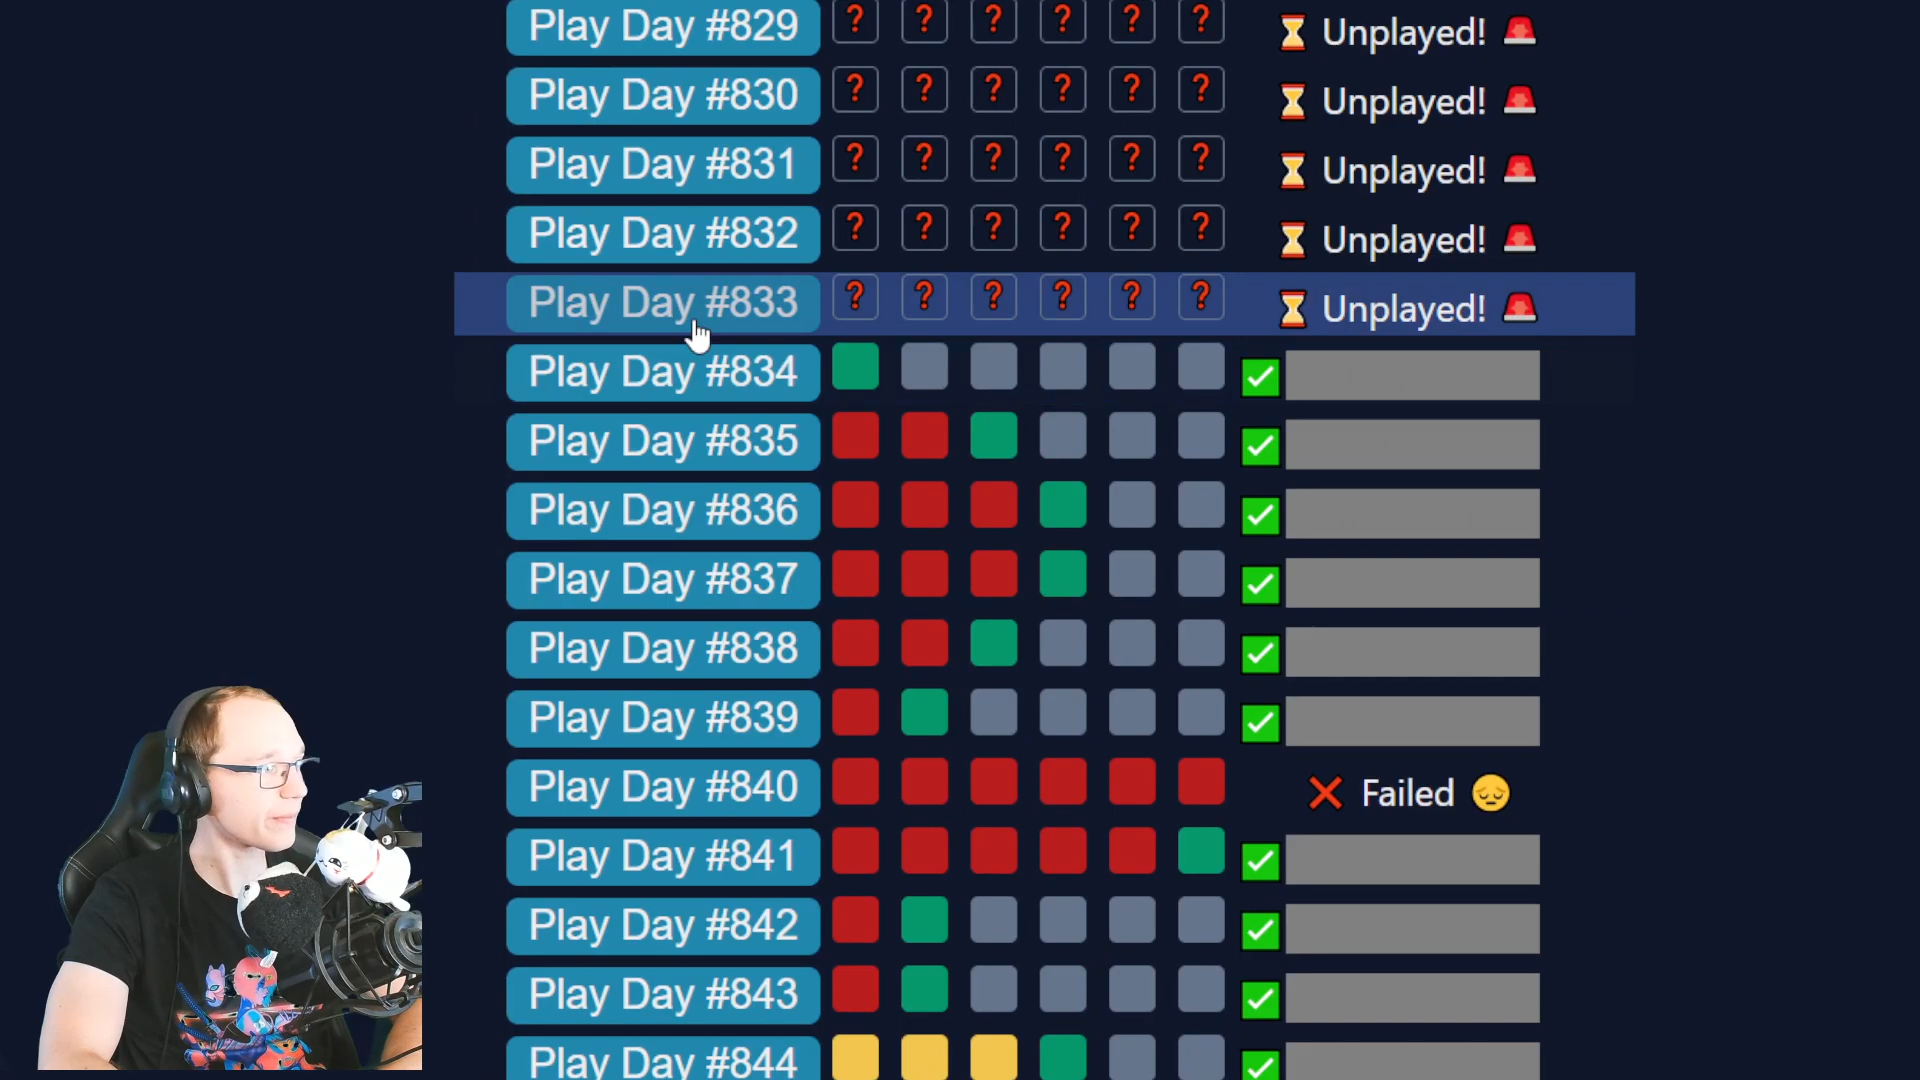 Play Day #829 ? ? ? ? ? ? Unplayed!
Play Day #830 ? ? ? ? ? ? Unplayed!
Play Day #831 ? ? ? ? ? ? Unplayed!
Play Day #832 ? ? ? ? ? ? Unplayed!
Play Day #833 ? ? ? ? ? ? Unplayed!
Play Day #834
Play Day #835
Play Day #836
Play Day #837
Play Day #838
Play Day #839
Play Day #840 Failed
Play Day #841
Play Day #842
Play Day #843
Play Day #844